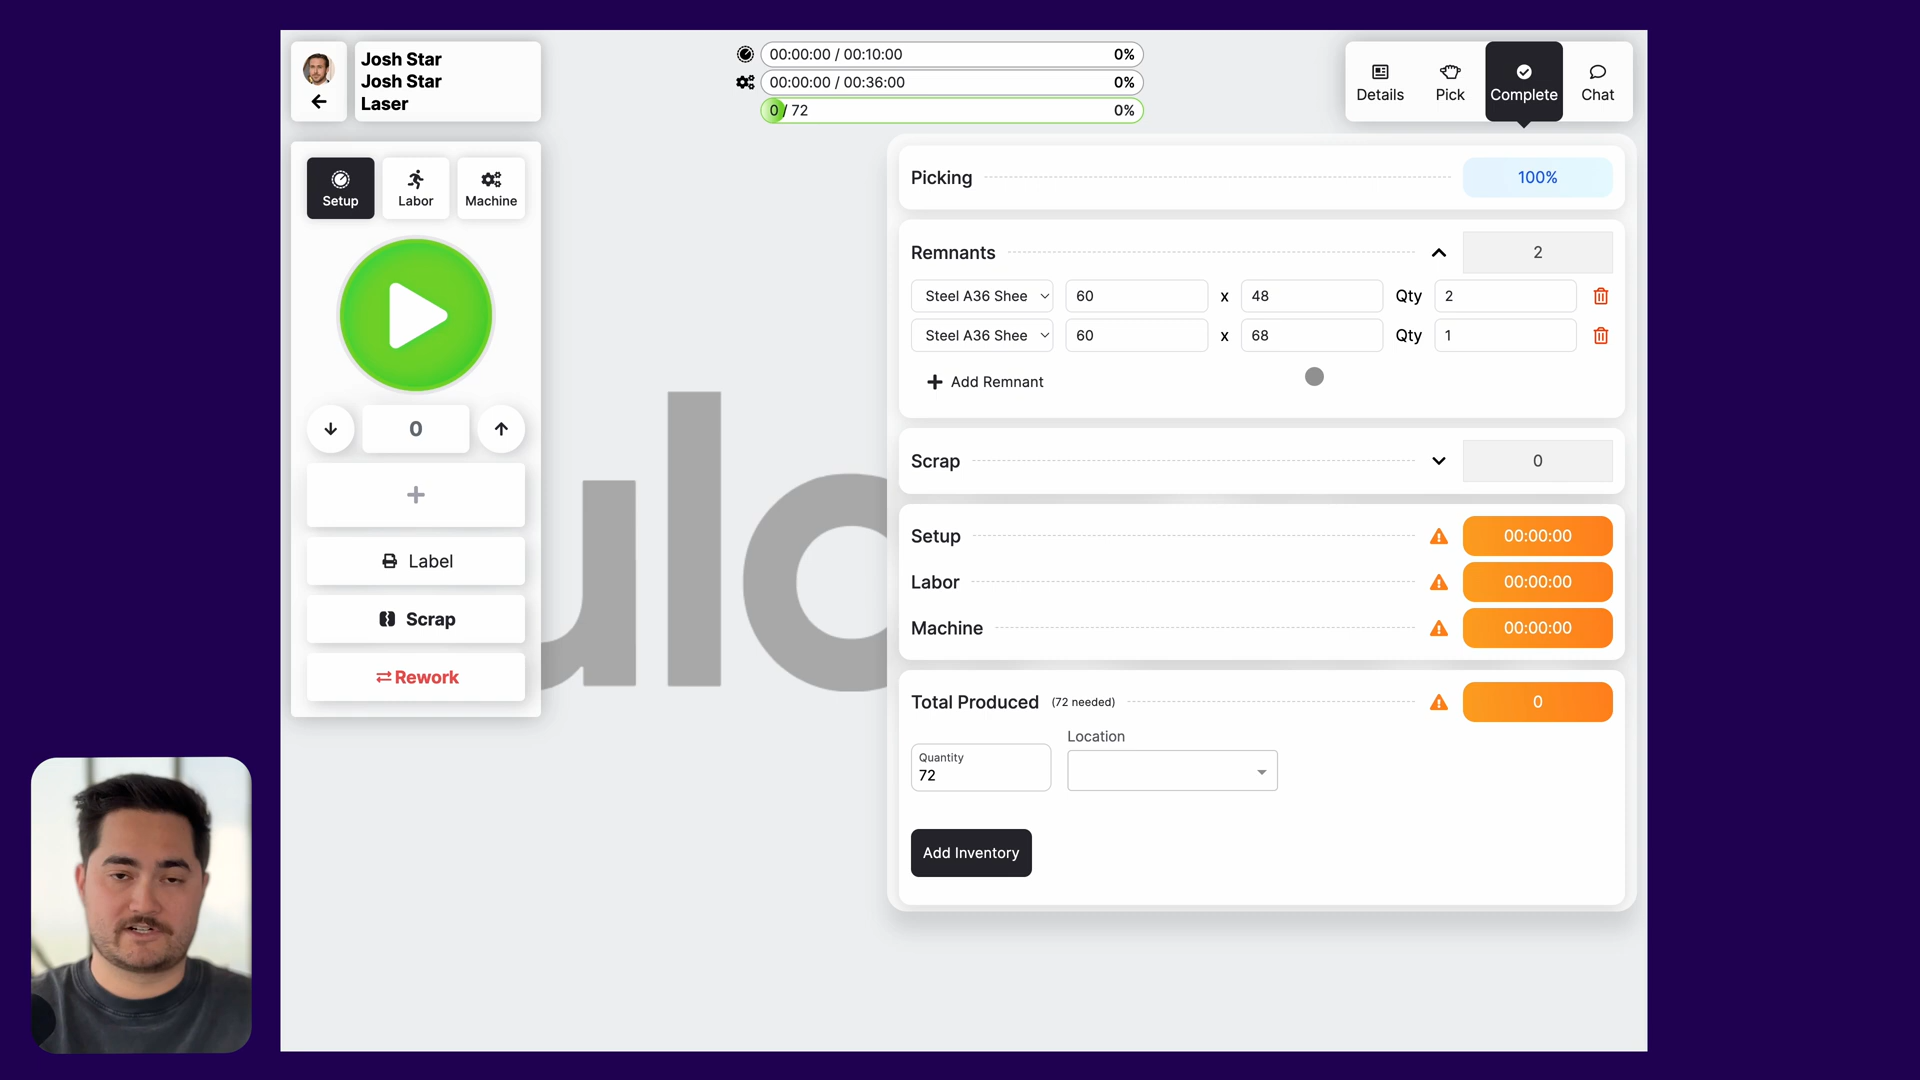 Josh Star
Josh Star
Laser
00:00:00 / 00:10:00 0%
00:00:00 / 00:36:00 0%
0 / 72 0%
Details
Pick
Complete
Chat
Setup
Labor
Machine
0
Label
Scrap
Rework
Picking 100%
Remnants 2
Steel A36 Shee 60 x 48 Qty 2
Steel A36 Shee 60 x 68 Qty 1
Add Remnant
Scrap 0
Setup 00:00:00
Labor 00:00:00
Machine 00:00:00
Total Produced (72 needed) 0
Quantity
72
Location
Add Inventory